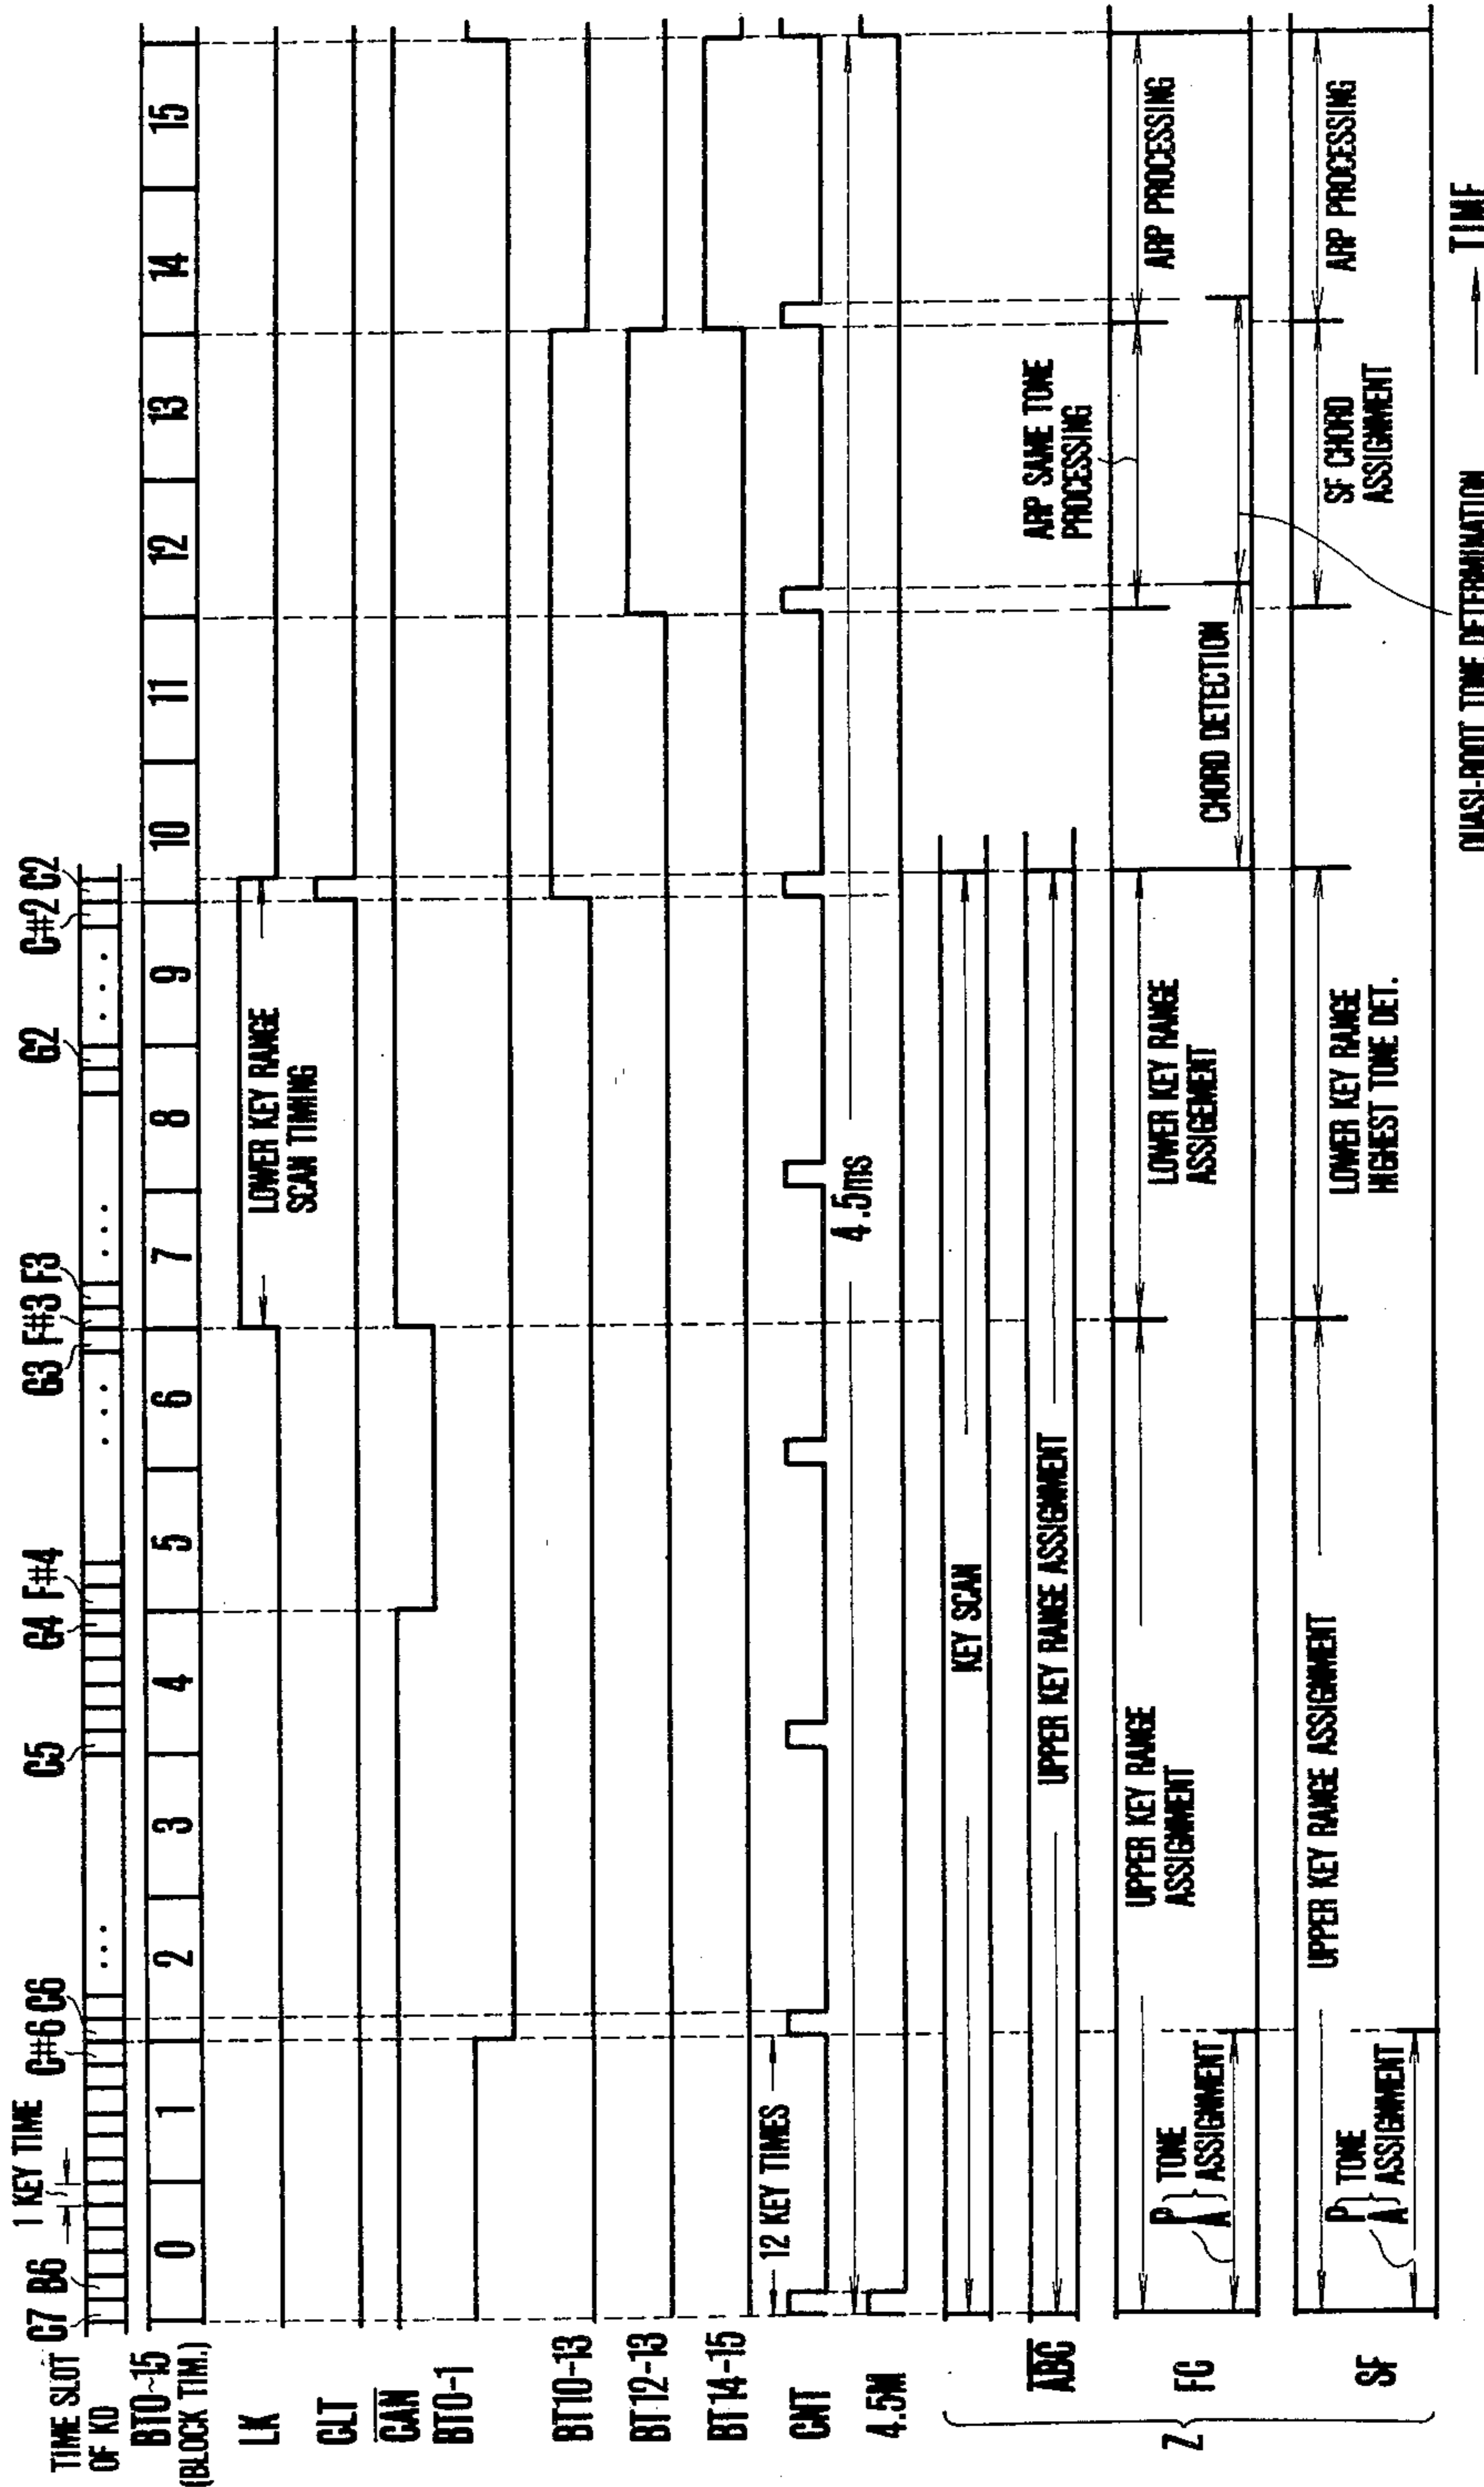 C7 B6 1 KEY TIME C#6 C6 C5 G4 F#4 G3 F#3 F3 G2 C#2 C2
TIME SLOT
OF KD
... ... ... ...
BT0~15
(BLOCK TIM.)
0 1 2 3 4 5 6 7 8 9 10 11 12 13 14 15
LK
LOWER KEY RANGE
SCAN TIMING
CLT
CAN
BT0-1
BT10-13
BT12-13
BT14-15
12 KEY TIMES
CNT
4.5ms
4.5M
Z
KEY SCAN
ABC
UPPER KEY RANGE ASSIGNMENT
FC
UPPER KEY RANGE
ASSIGNMENT
P
A } TONE
ASSIGNMENT
LOWER KEY RANGE
ASSIGEMENT
CHORD DETECTION
ARP SAME TONE
PROCESSING
ARP PROCESSING
SF
UPPER KEY RANGE ASSIGNMENT
P
A } TONE
ASSIGNMENT
LOWER KEY RANGE
HIGHEST TONE DET.
SF CHORD
ASSIGNMENT
ARP PROCESSING
QUASI-ROOT TONE DETERMINATION
TIME